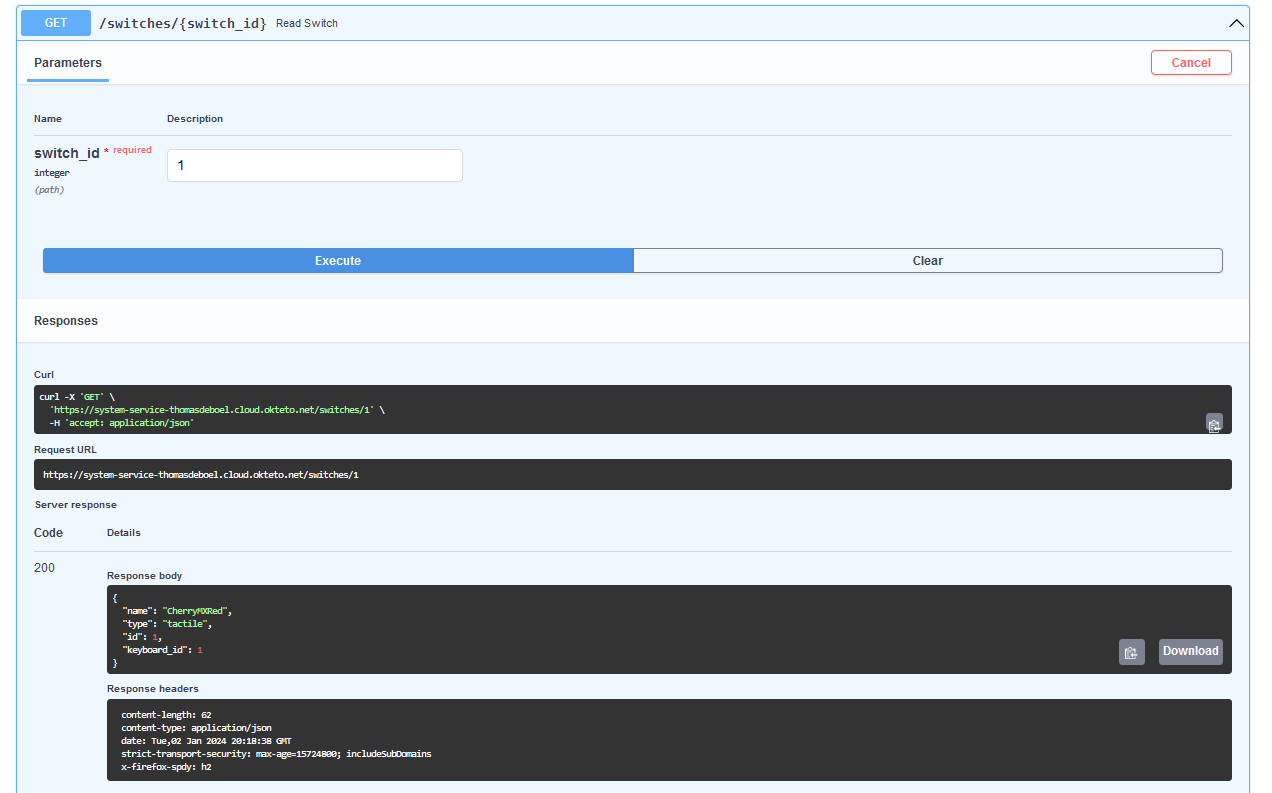 GET /switches/{switch_id} Read Switch
Parameters
Cancel
Name Description
switch_id * required
integer
(path)
1
Execute
Clear
Responses
Curl
curl -X 'GET' \
  'https://system-service-thomasdeboel.cloud.okteto.net/switches/1' \
  -H 'accept: application/json'
Request URL
https://system-service-thomasdeboel.cloud.okteto.net/switches/1
Server response
Code Details
200
Response body
{
  "name": "CherryMXRed",
  "type": "tactile",
  "id": 1,
  "keyboard_id": 1
}
Download
Response headers
content-length: 62
content-type: application/json
date: Tue,02 Jan 2024 20:18:38 GMT
strict-transport-security: max-age=15724800; includeSubDomains
x-firefox-spdy: h2